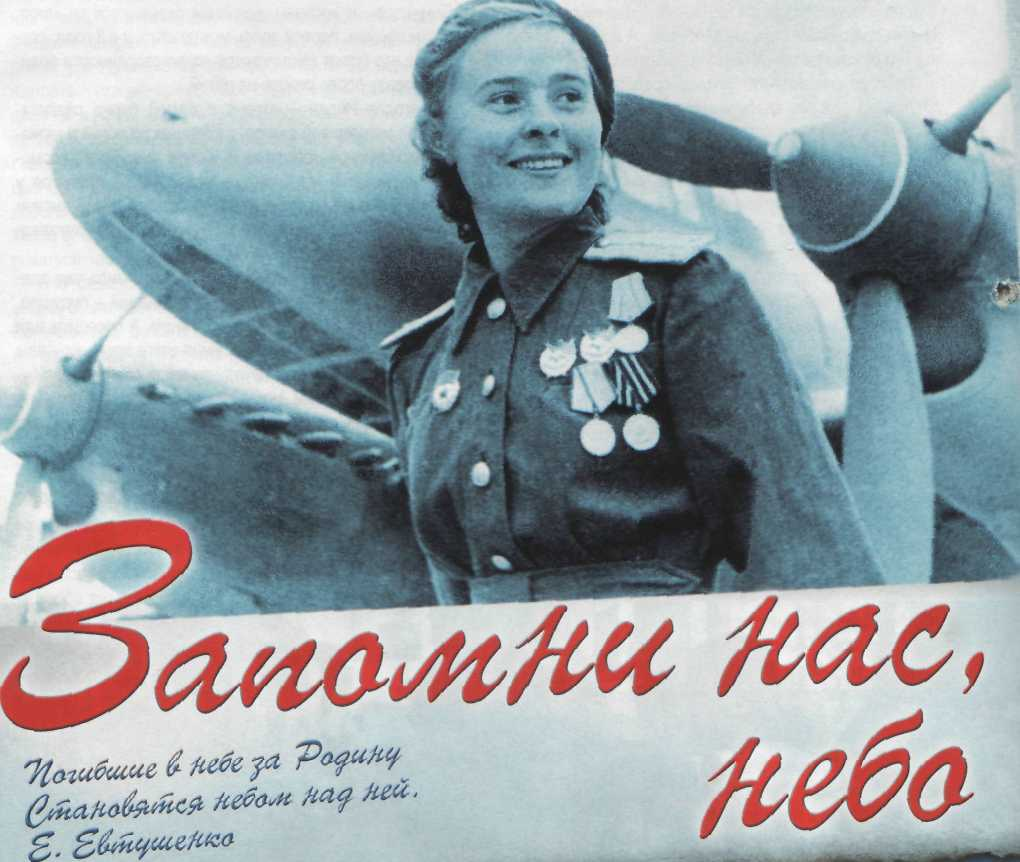 Запомни нас,
небо
Погибшие в небе за Родину
Становятся небом над ней.
Е. Евтушенко